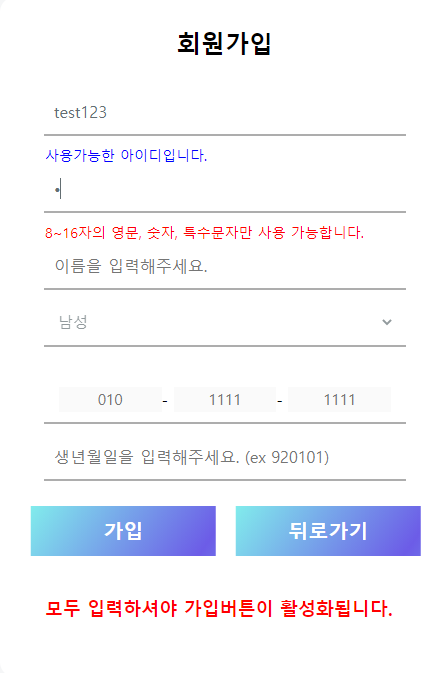 회원가입
test123
사용가능한 아이디입니다.
•
8~16자의 영문, 숫자, 특수문자만 사용 가능합니다.
이름을 입력해주세요.
남성
010 - 1111 - 1111
생년월일을 입력해주세요. (ex 920101)
가입 뒤로가기
모두 입력하셔야 가입버튼이 활성화됩니다.